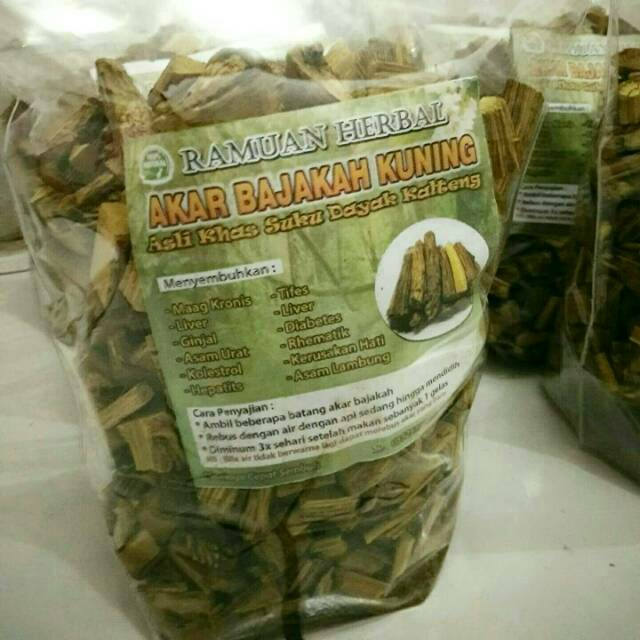 RAMUAN HERBAL
AKAR BAJAKAH KUNING
Asli Khas Suku Dayak Kalteng
Menyembuhkan :
-Maag Kronis
-Liver
-Ginjal
-Asam Urat
-Kolestrol
-Hepatits
-Tifes
-Liver
-Diabetes
-Rhematik
-Kerusakan Hati
-Asam Lambung
Cara Penyajian :
* Ambil beberapa batang akar bajakah
* Rebus dengan air dengan api sedang hingga mendidih
* Diminum 3x sehari setelah makan sebanyak 1 gelas